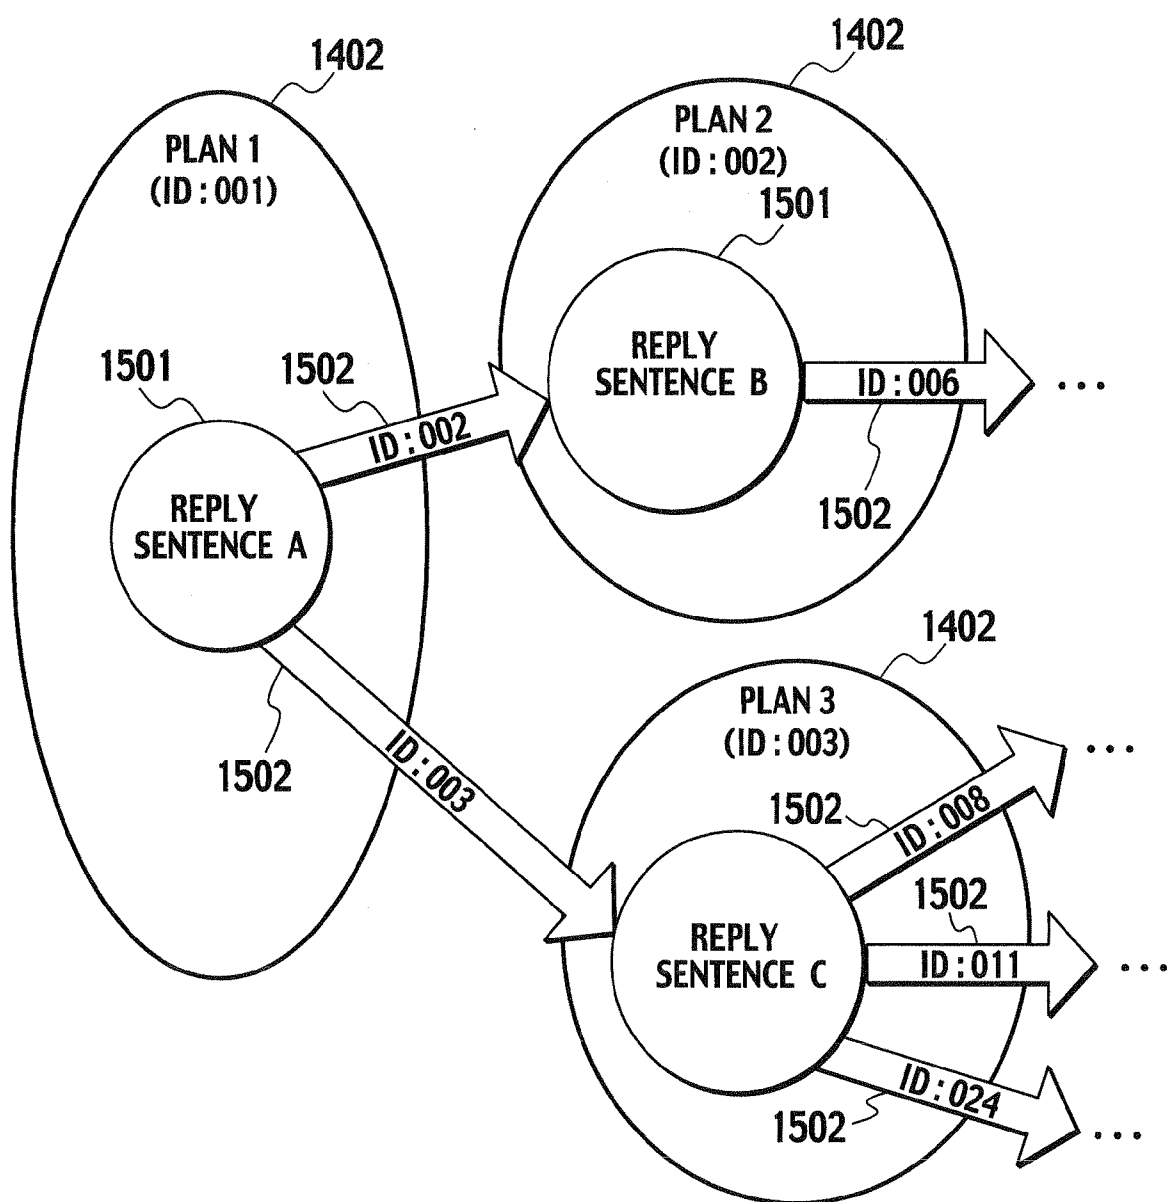 1402
PLAN 1
(ID:001)
1501
1502
ID:002
REPLY
SENTENCE A
1502
ID:003
1402
PLAN 2
(ID:002)
1501
REPLY
SENTENCE B
ID:006
...
1502
1402
PLAN 3
(ID:003)
1502
ID:008
...
REPLY
SENTENCE C
1502
ID:011
...
ID:024
1502
...